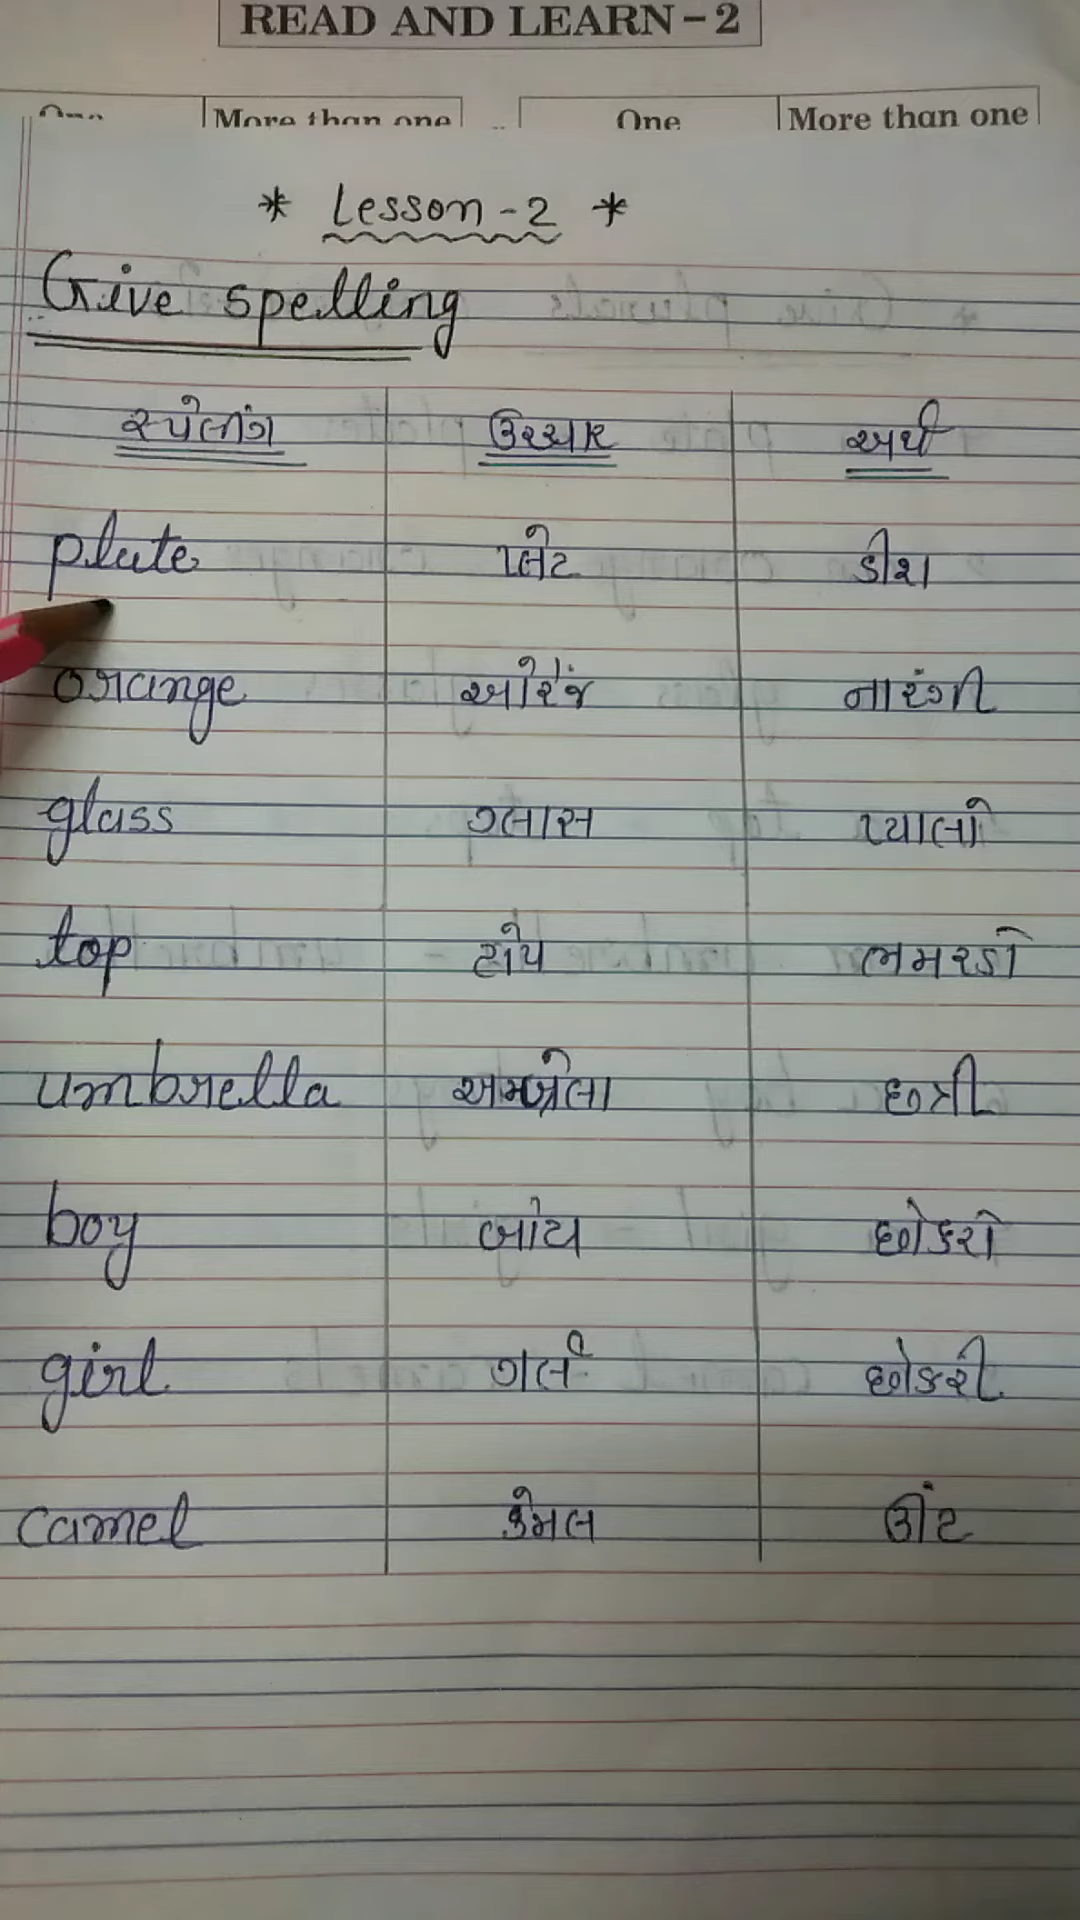 READ AND LEARN - 2
One More than one One More than one
* Lesson - 2 *
Give spelling
સ્પેલીંગ ઉચ્ચાર અર્થ
plate પ્લેટ ડીશ
orange ઓરેંજ નારંગી
glass ગ્લાસ પ્યાલો
top ટોપ ભમરડો
umbrella અમ્બ્રેલા છત્રી
boy બોય છોકરો
girl ગર્લ છોકરી
camel કેમલ ઊંટ